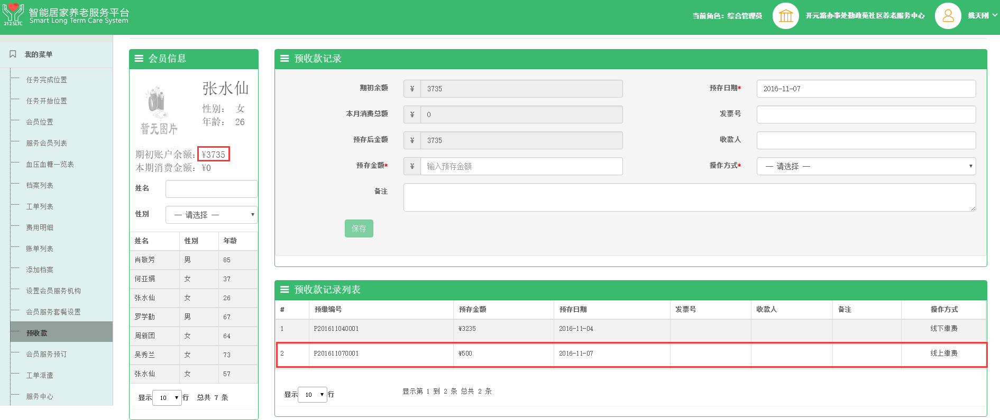 智能居家养老服务平台
Smart Long Term Care System
212SLTC
当前角色：综合管理员
开元路办事处勤政苑社区养老服务中心
姚天刚
我的菜单
任务完成位置
任务开始位置
会员位置
服务会员列表
血压血糖一览表
档案列表
工单列表
费用明细
账单列表
添加档案
设置会员服务机构
会员服务套餐设置
预收款
会员服务预订
工单派遣
服务中心
会员信息
张水仙
性别： 女
年龄： 26
暂无图片
期初账户余额：¥3735
本期消费金额：¥0
姓名
性别 — 请选择 —
姓名 性别 年龄
肖敬芳 男 85
何亚娟 女 37
张水仙 女 26
罗学勤 男 67
周新团 女 64
吴秀兰 女 73
张水仙 女 57
显示 10 行 总共 7 条
预收款记录
期初余额 ¥ 3735 预存日期* 2016-11-07
本月消费总额 ¥ 0 发票号
预存后金额 ¥ 3735 收款人
预存金额* ¥ 输入预存金额 操作方式* — 请选择 —
备注
保存
预收款记录列表
# 预缴编号 预存金额 预存日期 发票号 收款人 备注 操作方式
1 P201611040001 ¥3235 2016-11-04 线下缴费
2 P201611070001 ¥500 2016-11-07 线上缴费
显示 10 行 显示第 1 到 2 条 总共 2 条